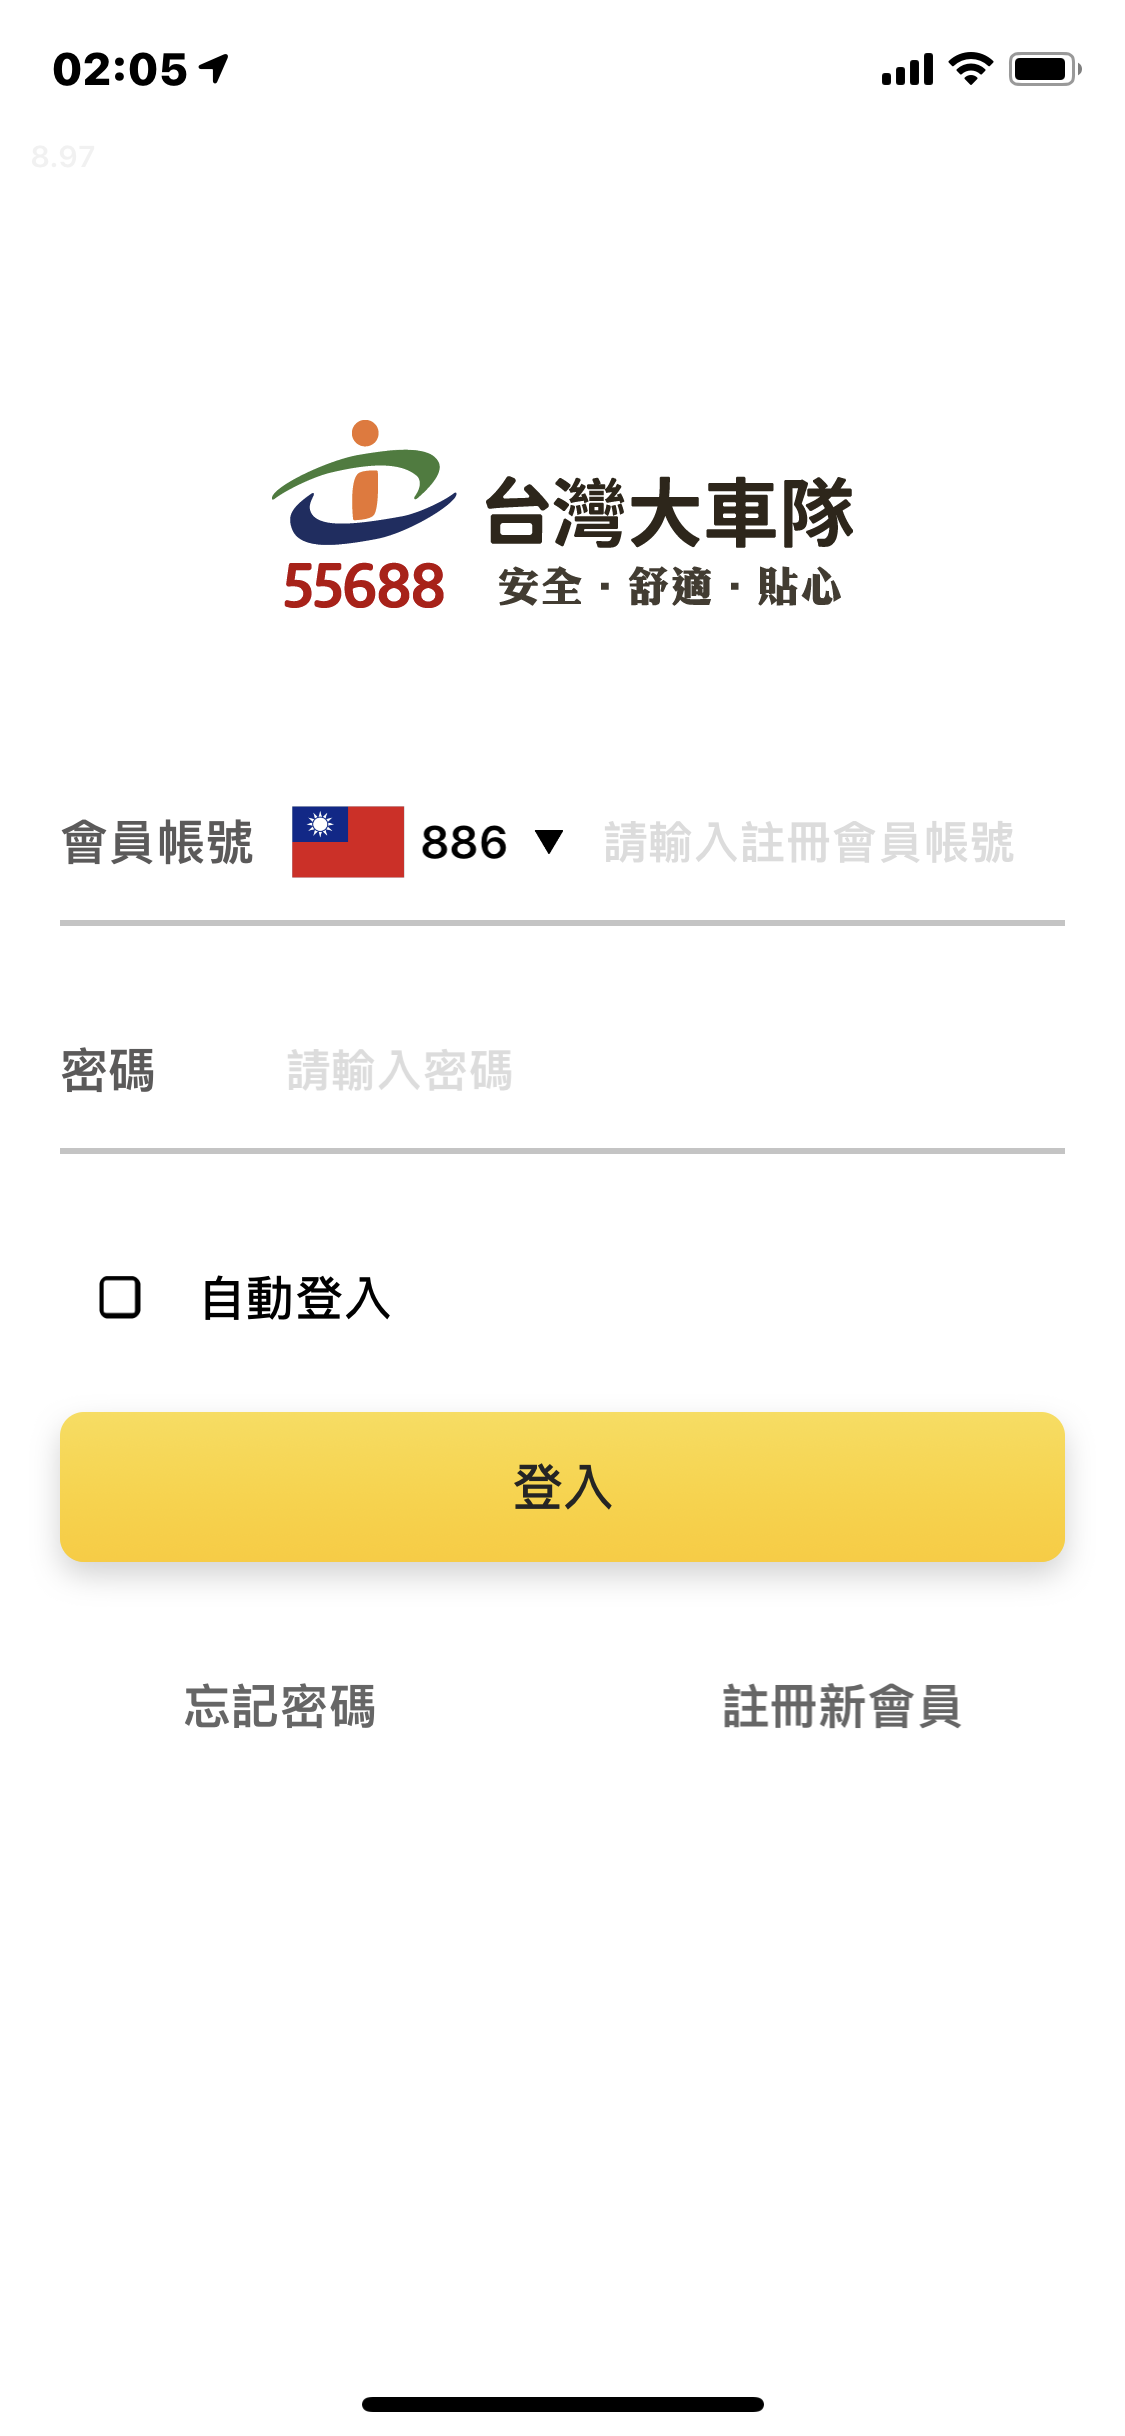 02:05
8.97
台灣大車隊
55688 安全·舒適·貼心
會員帳號 886 ▼ 請輸入註冊會員帳號
密碼 請輸入密碼
自動登入
登入
忘記密碼 註冊新會員